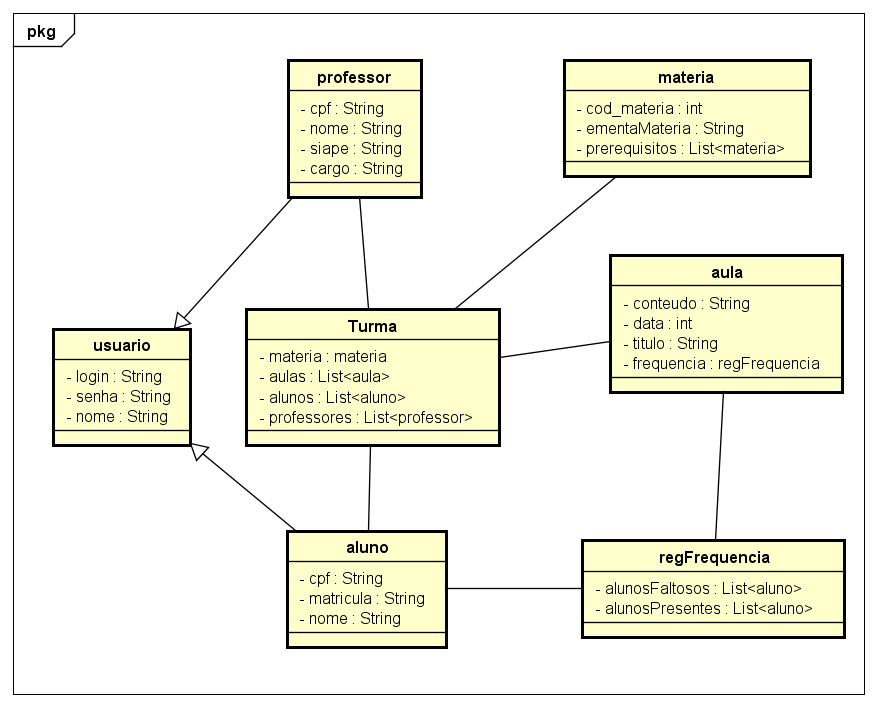 pkg
professor
- cpf : String
- nome : String
- siape : String
- cargo : String
materia
- cod_materia : int
- ementaMateria : String
- prerequisitos : List<materia>
usuario
- login : String
- senha : String
- nome : String
Turma
- materia : materia
- aulas : List<aula>
- alunos : List<aluno>
- professores : List<professor>
aula
- conteudo : String
- data : int
- titulo : String
- frequencia : regFrequencia
aluno
- cpf : String
- matricula : String
- nome : String
regFrequencia
- alunosFaltosos : List<aluno>
- alunosPresentes : List<aluno>